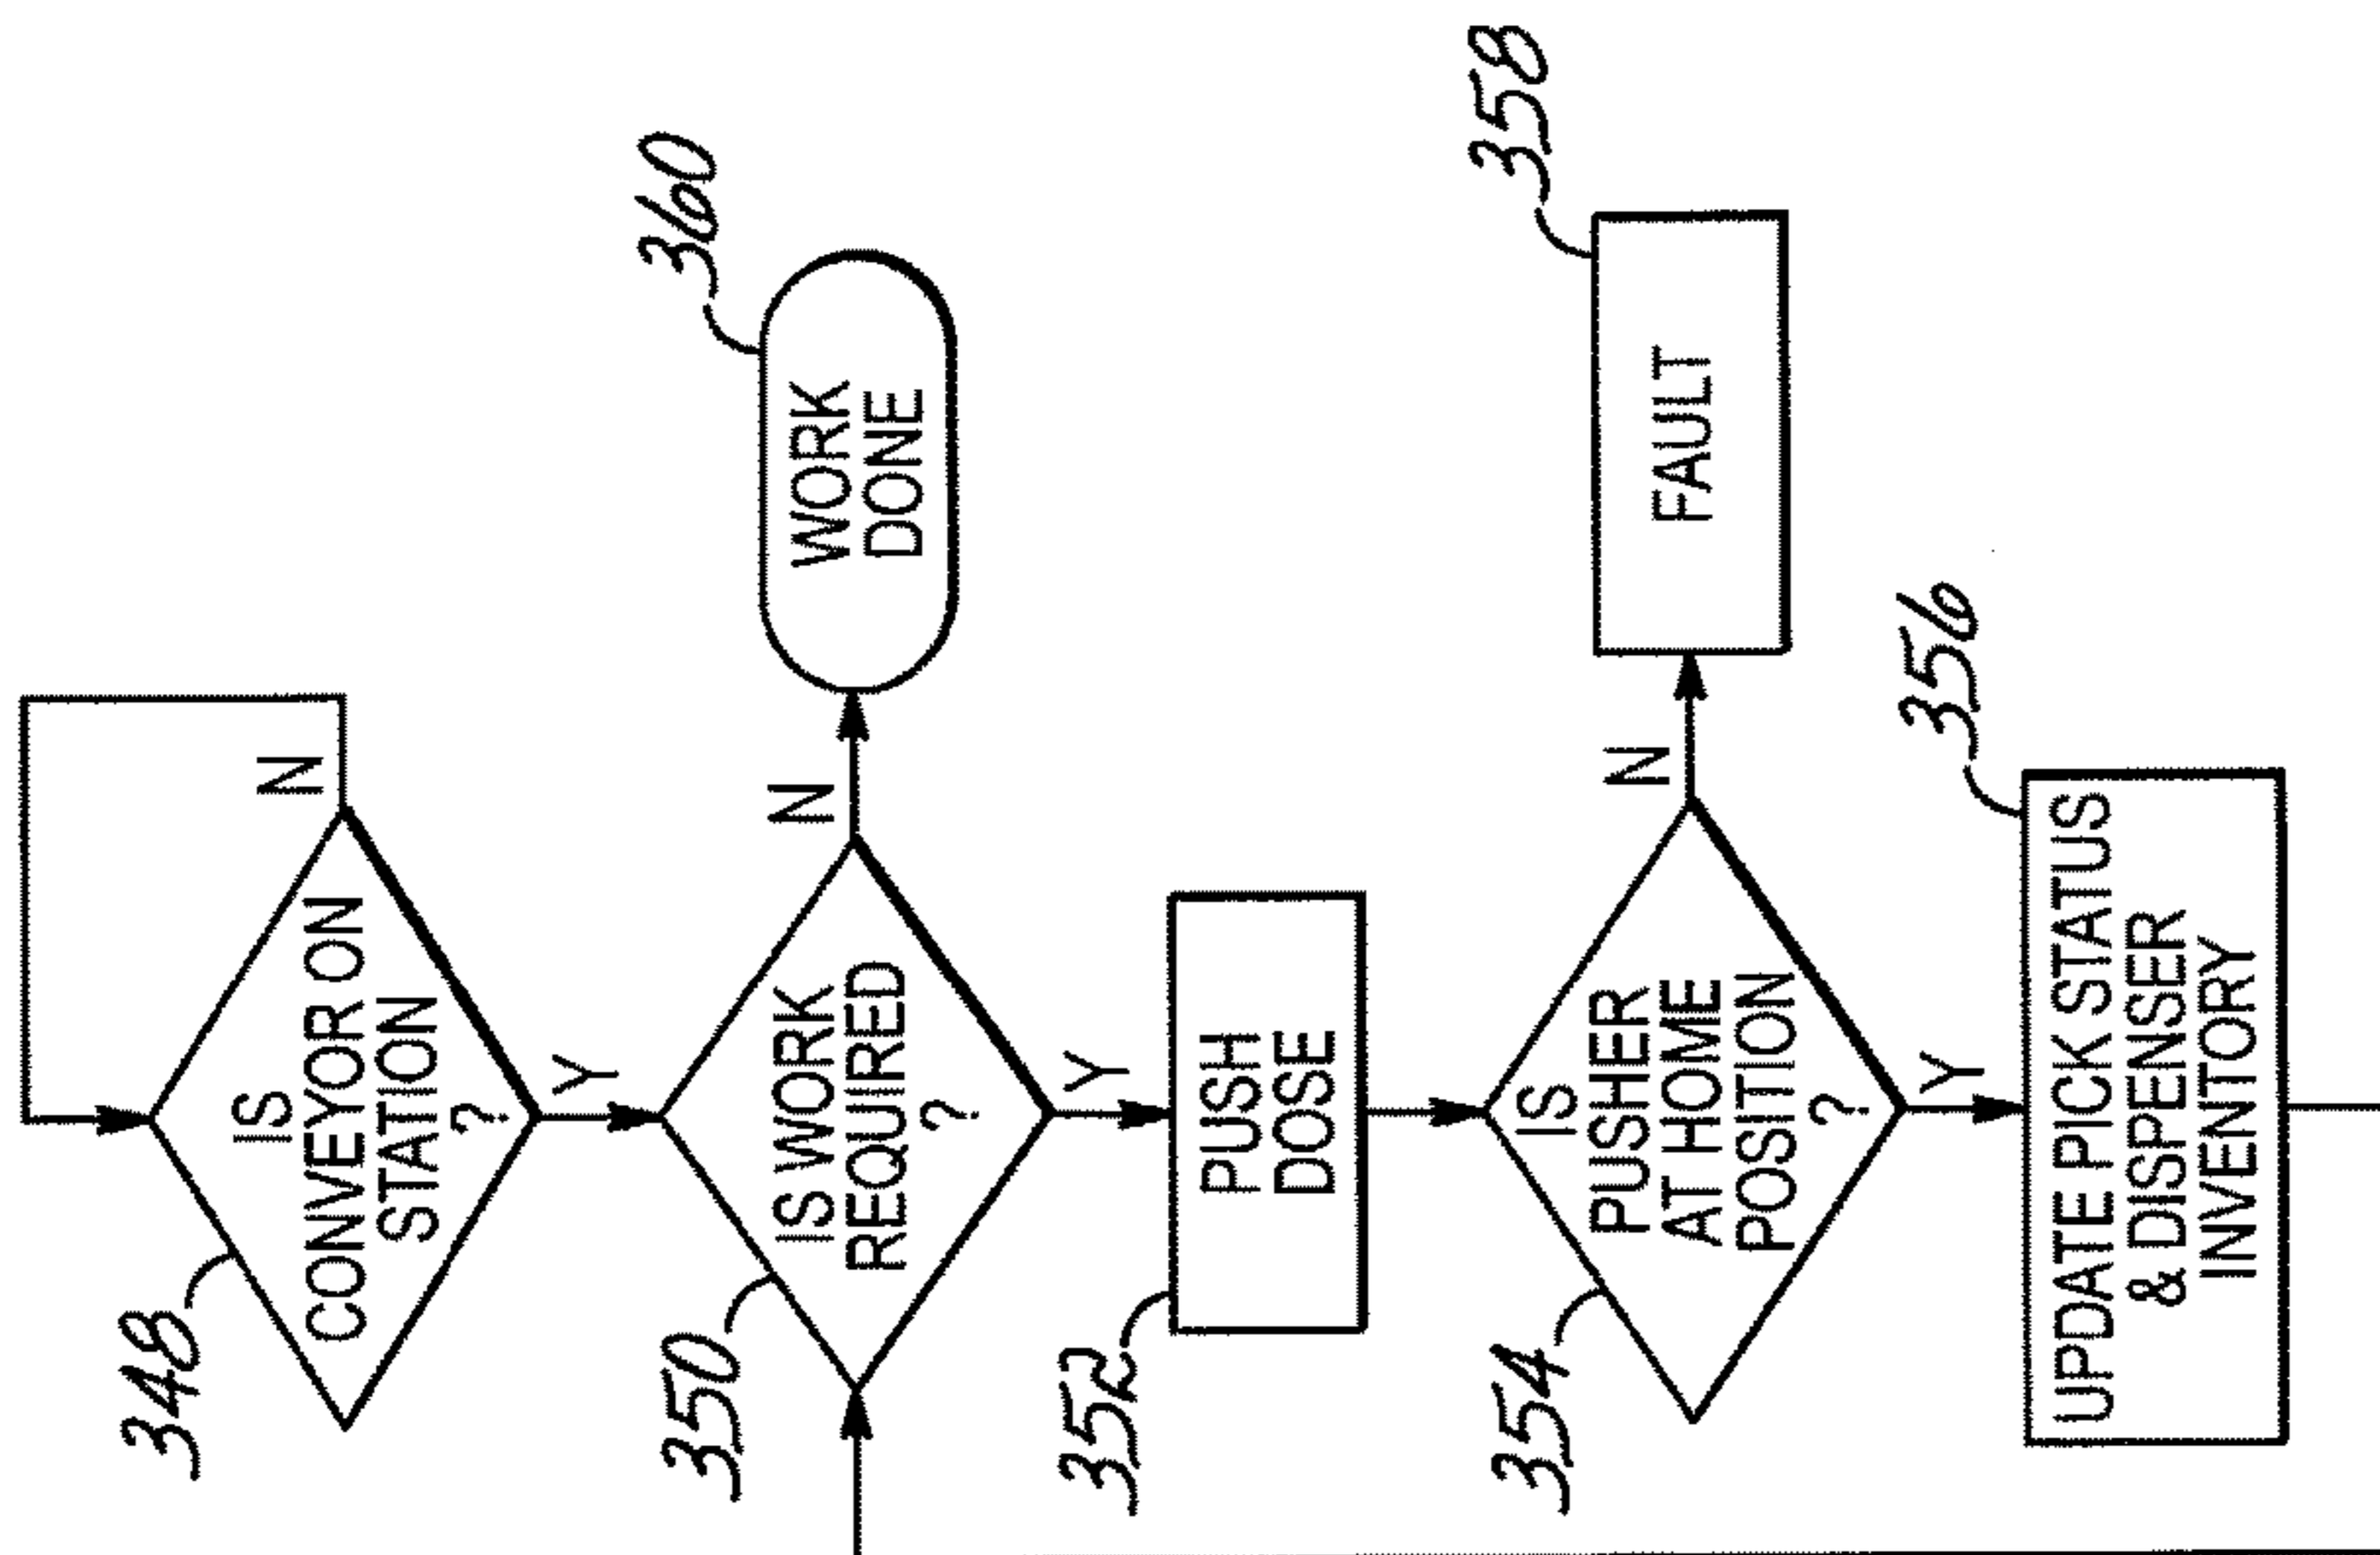 348
IS
CONVEYOR ON
STATION
?
N
Y
350
IS WORK
REQUIRED
?
N
360
WORK
DONE
Y
352
PUSH
DOSE
354
IS
PUSHER
AT HOME
POSITION
?
N
358
FAULT
Y
356
UPDATE PICK STATUS
& DISPENSER
INVENTORY